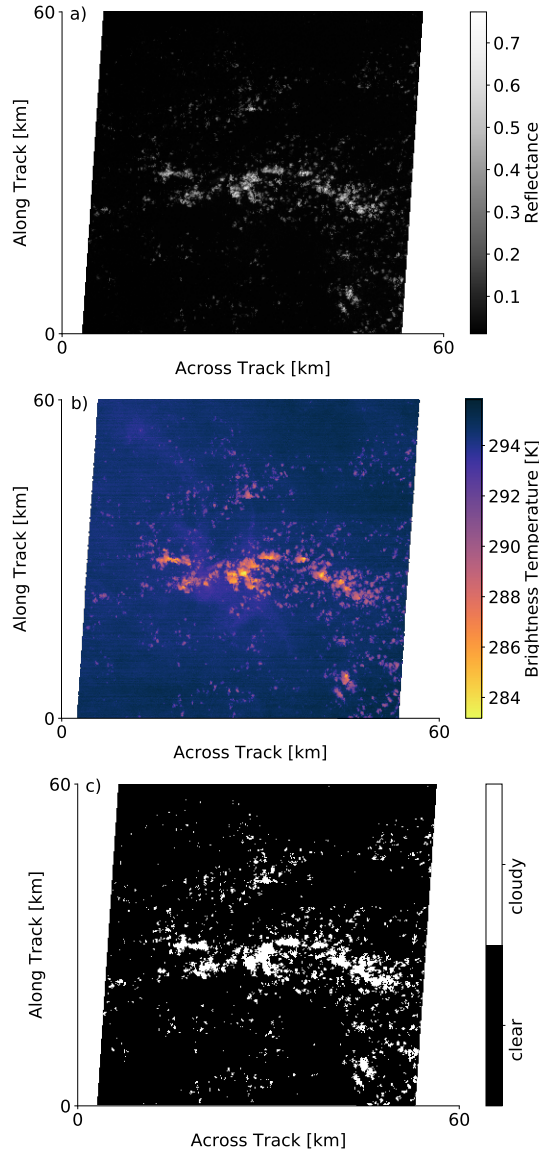 60
a)
Along Track [km]
0
0
60
Across Track [km]
0.7
0.6
0.5
0.4
0.3
0.2
0.1
Reflectance
60
b)
Along Track [km]
0
0
60
Across Track [km]
294
292
290
288
286
284
Brightness Temperature [K]
60
c)
Along Track [km]
0
0
60
Across Track [km]
cloudy
clear